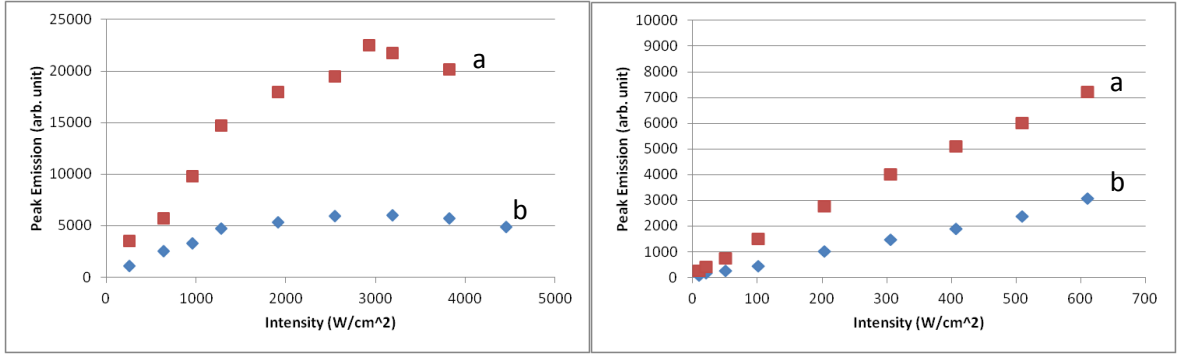 25000
20000
15000
10000
5000
0
Peak Emission (arb. unit)
a
b
0 1000 2000 3000 4000 5000
Intensity (W/cm^2)
10000
9000
8000
7000
6000
5000
4000
3000
2000
1000
0
Peak Emission (arb. unit)
a
b
0 100 200 300 400 500 600 700
Intensity (W/cm^2)